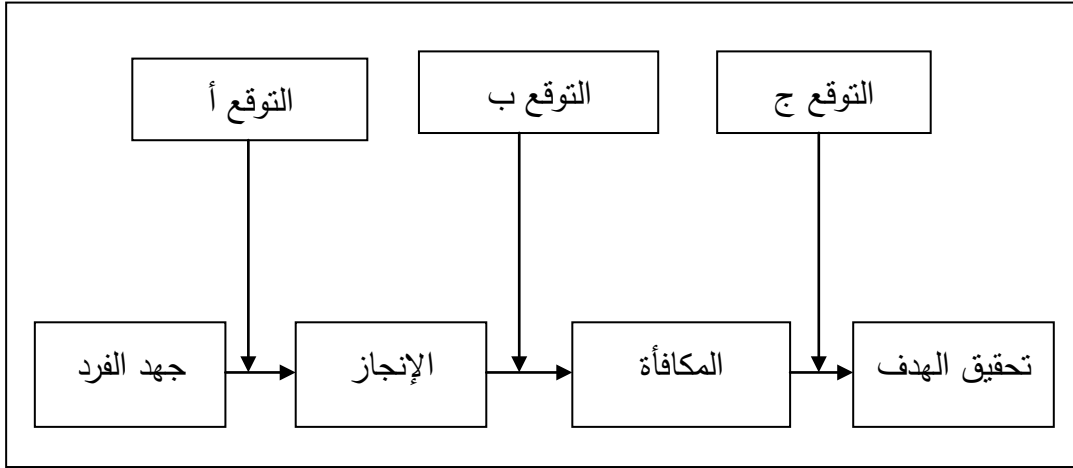 التوقع أ
التوقع ب
التوقع ج
جهد الفرد
الإنجاز
المكافأة
تحقيق الهدف